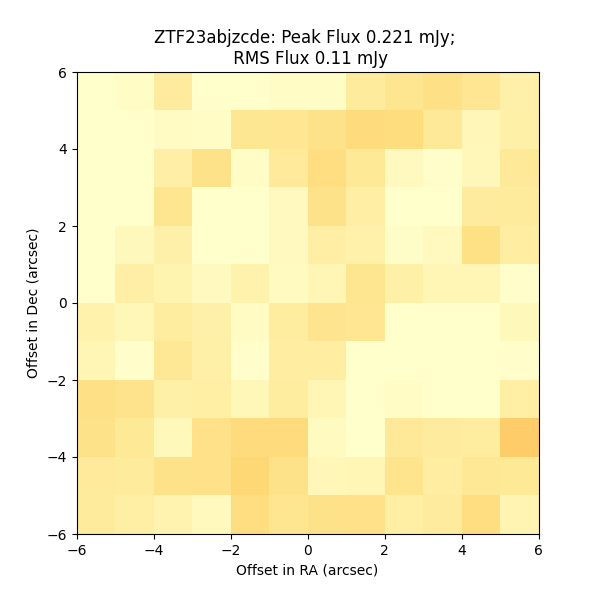 ZTF23abjzcde: Peak Flux 0.221 mJy;
RMS Flux 0.11 mJy
6
4
2
0
−2
−4
−6
Offset in Dec (arcsec)
−6 −4 −2 0 2 4 6
Offset in RA (arcsec)